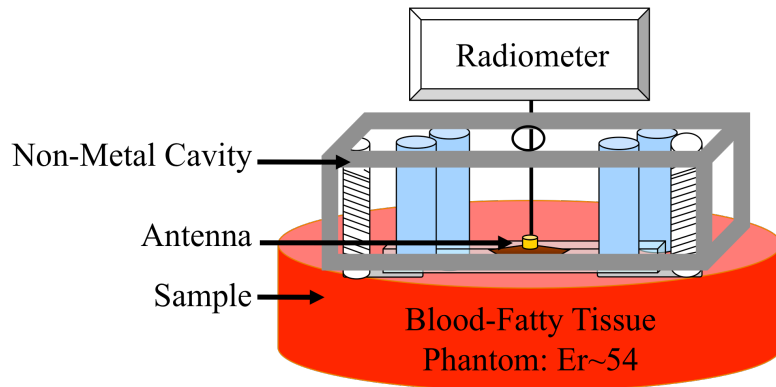 Radiometer
Non-Metal Cavity
Antenna
Sample
Blood-Fatty Tissue
Phantom: Er~54